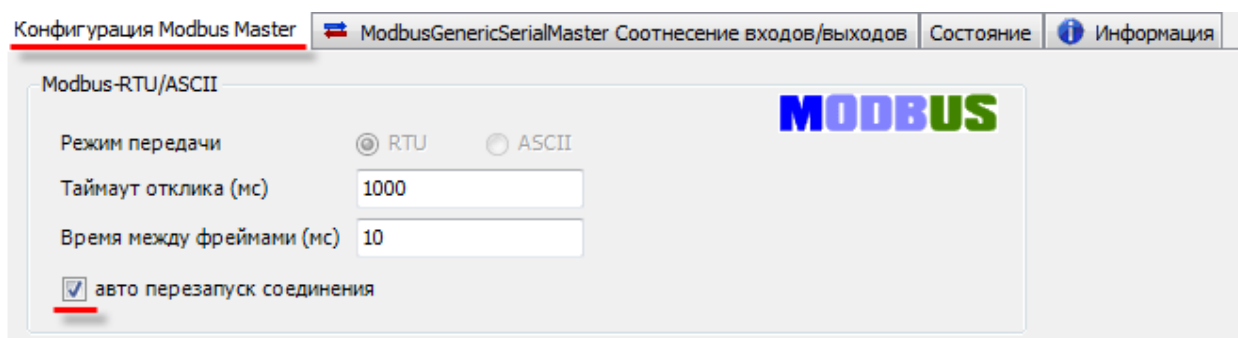 Конфигурация Modbus Master ModbusGenericSerialMaster Соотнесение входов/выходов Состояние Информация
Modbus-RTU/ASCII
MODBUS
Режим передачи RTU ASCII
Таймаут отклика (мс) 1000
Время между фреймами (мс) 10
авто перезапуск соединения